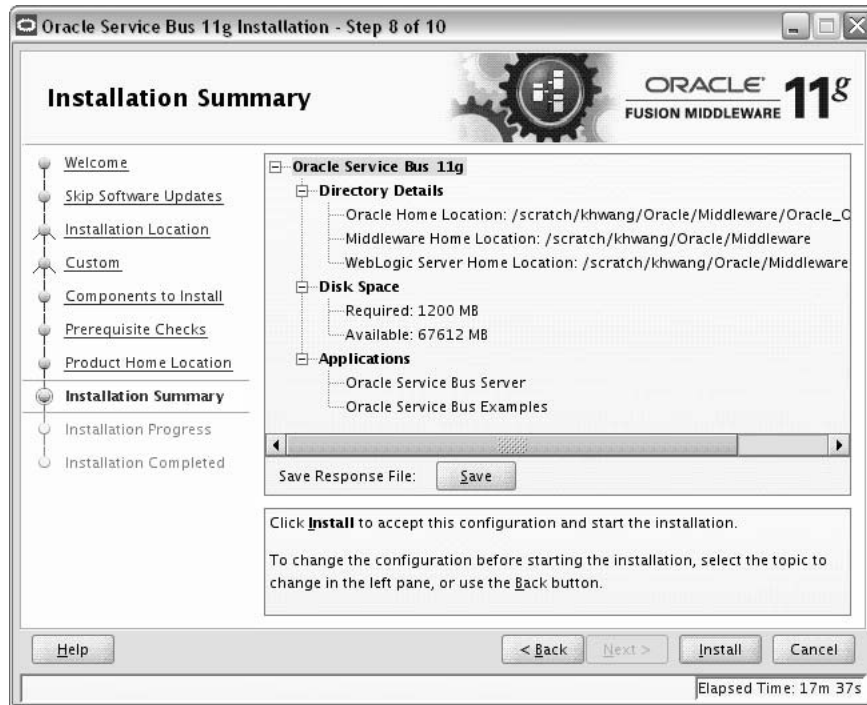 Oracle Service Bus 11g Installation - Step 8 of 10
Installation Summary
ORACLE
FUSION MIDDLEWARE
11g
Welcome
Skip Software Updates
Installation Location
Custom
Components to Install
Prerequisite Checks
Product Home Location
Installation Summary
Installation Progress
Installation Completed
Oracle Service Bus 11g
Directory Details
Oracle Home Location: /scratch/khwang/Oracle/Middleware/Oracle_O
Middleware Home Location: /scratch/khwang/Oracle/Middleware
WebLogic Server Home Location: /scratch/khwang/Oracle/Middleware
Disk Space
Required: 1200 MB
Available: 67612 MB
Applications
Oracle Service Bus Server
Oracle Service Bus Examples
Save Response File: Save
Click Install to accept this configuration and start the installation.
To change the configuration before starting the installation, select the topic to
change in the left pane, or use the Back button.
Help < Back Next > Install Cancel
Elapsed Time: 17m 37s